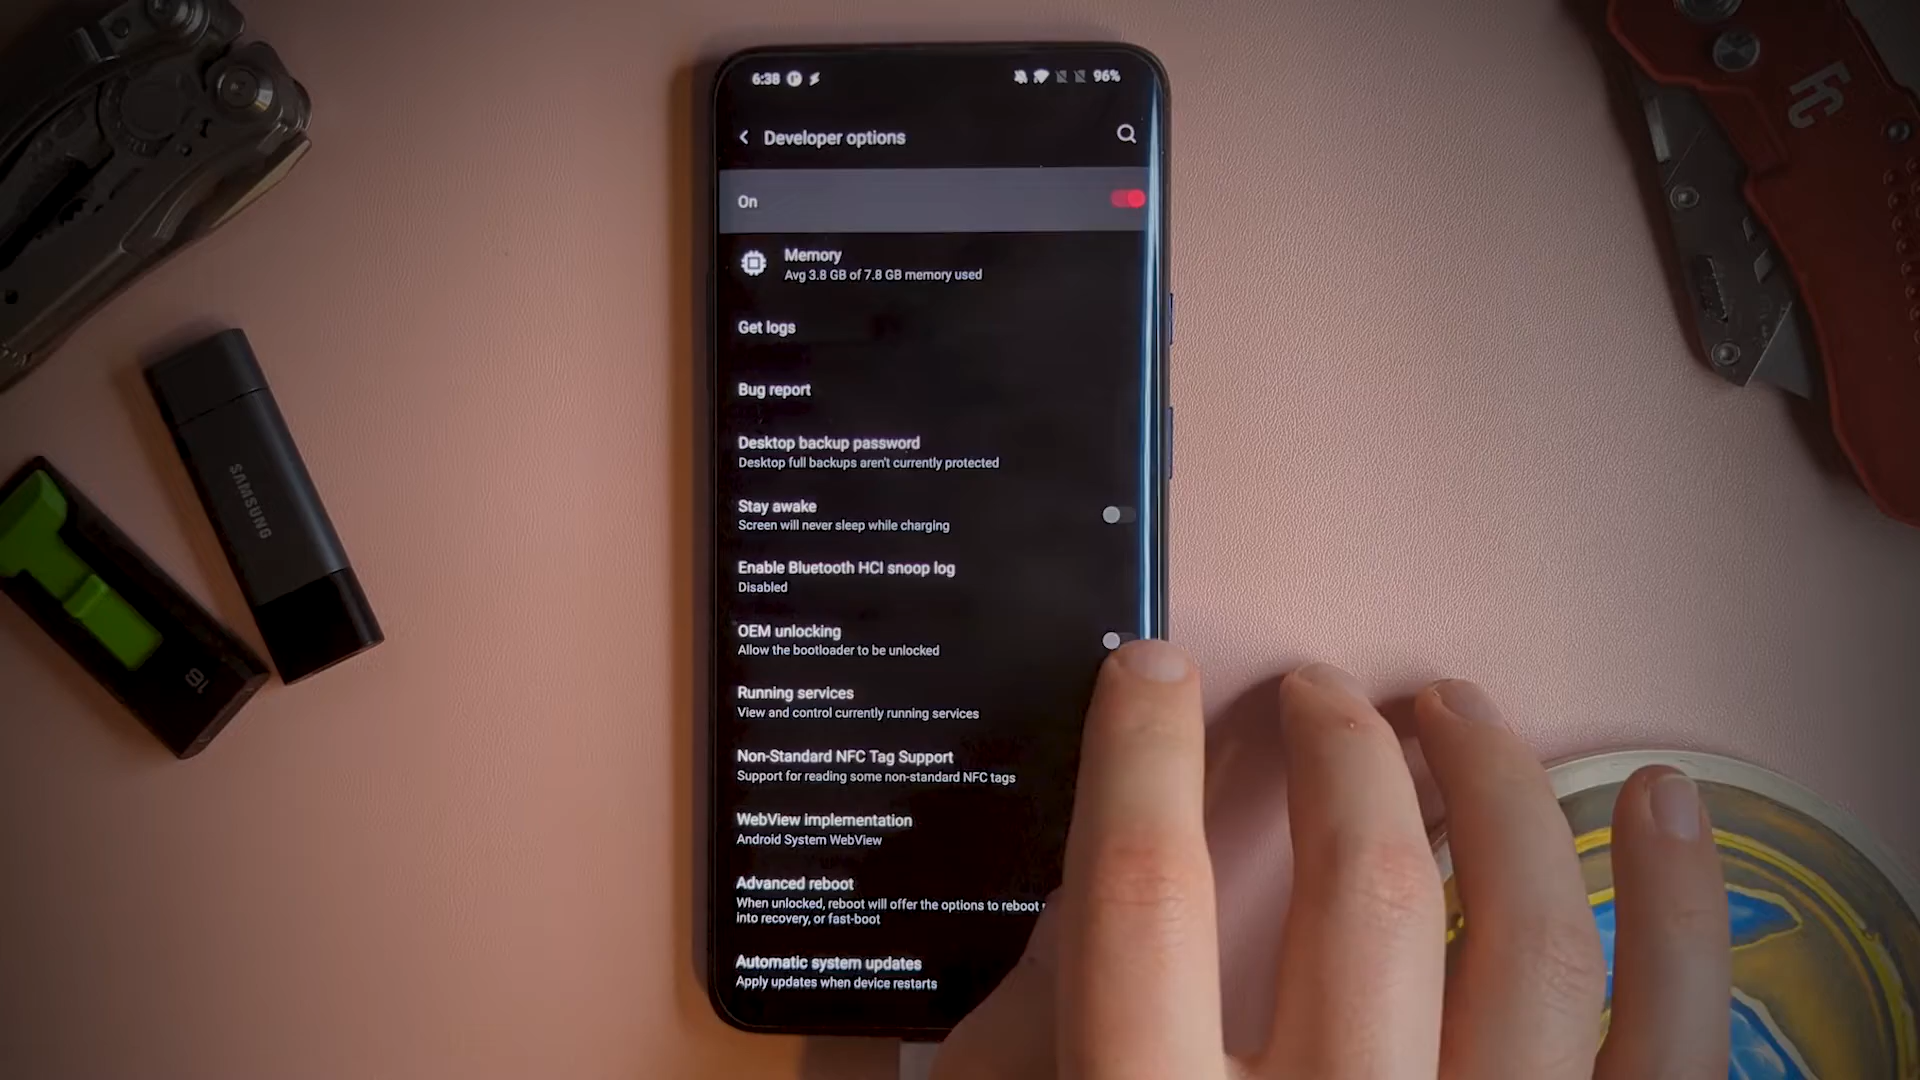 6:38
96%
Developer options
On
Memory
Avg 3.8 GB of 7.8 GB memory used
Get logs
Bug report
Desktop backup password
Desktop full backups aren't currently protected
Stay awake
Screen will never sleep while charging
Enable Bluetooth HCI snoop log
Disabled
OEM unlocking
Allow the bootloader to be unlocked
Running services
View and control currently running services
Non-Standard NFC Tag Support
Support for reading some non-standard NFC tags
WebView implementation
Android System WebView
Advanced reboot
When unlocked, reboot will offer the options to reboot
into recovery, or fast-boot
Automatic system updates
Apply updates when device restarts
SAMSUNG